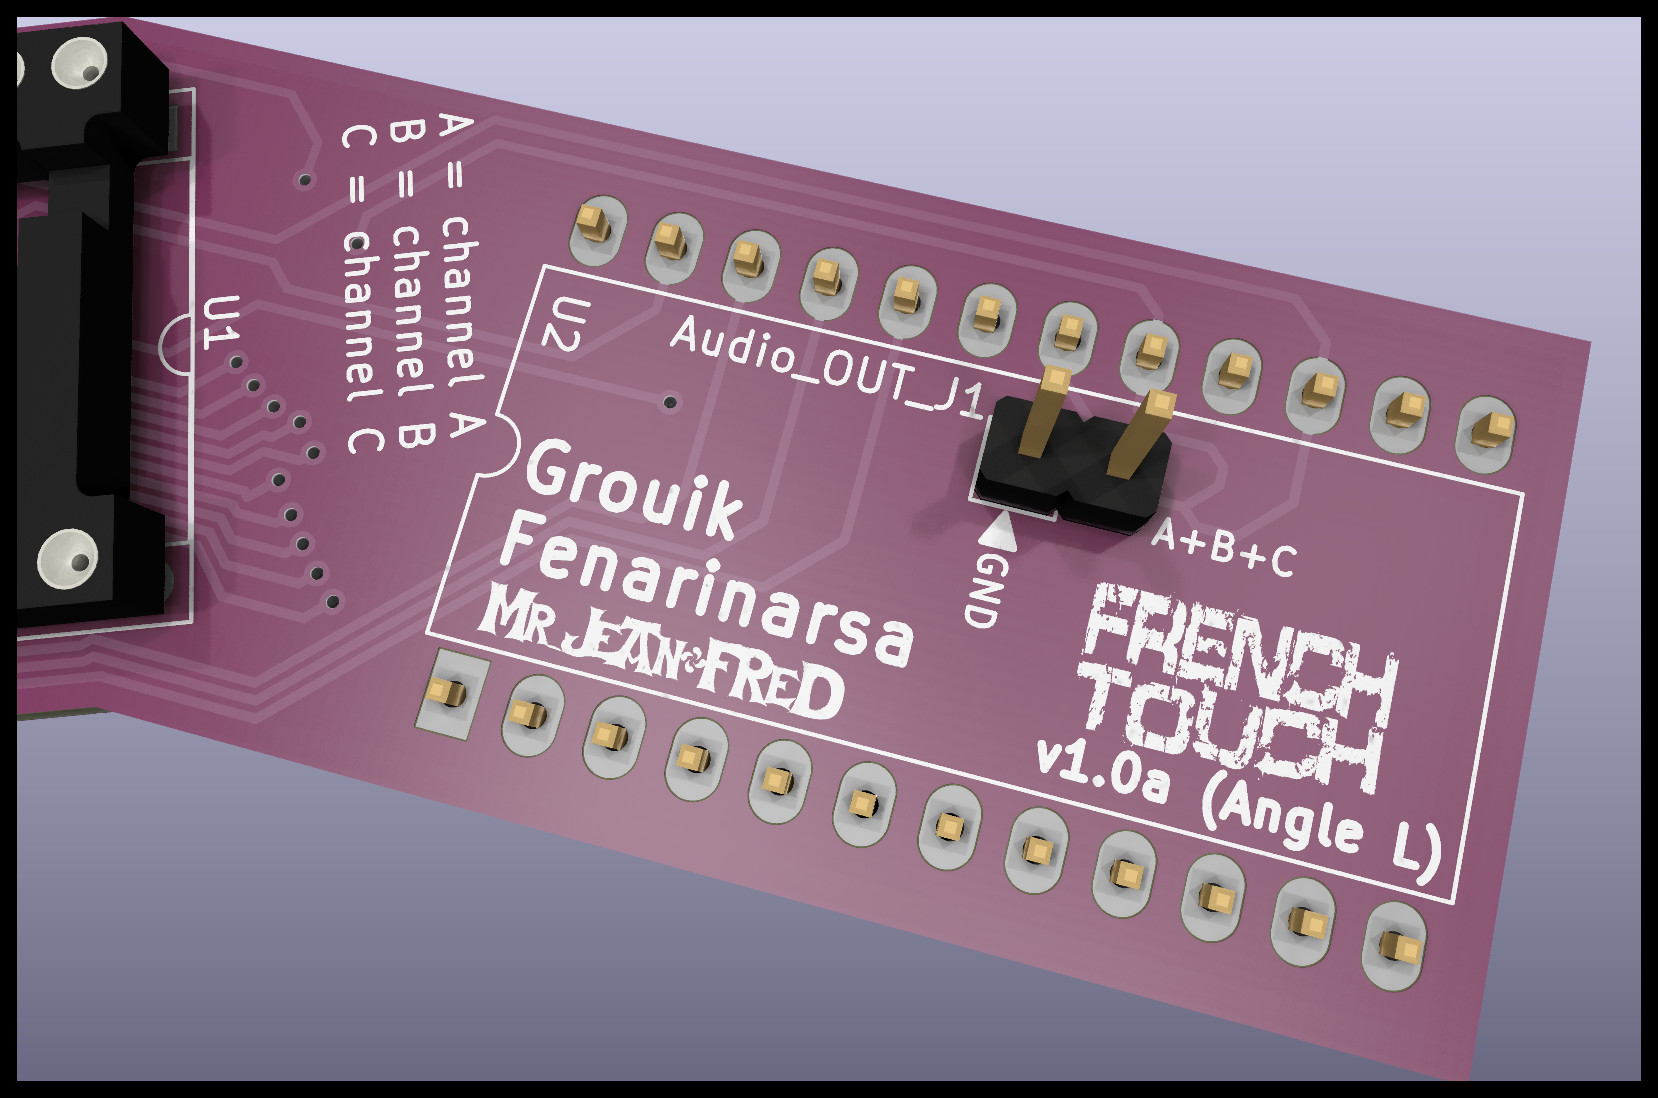 A = channel A
B = channel B
C = channel C
U1
U2
Audio_OUT_J1
Grouik
Fenarinarsa
MR. JEAN FRED
GND
A+B+C
FRENCH
TOUCH
v1.0a (Angle L)